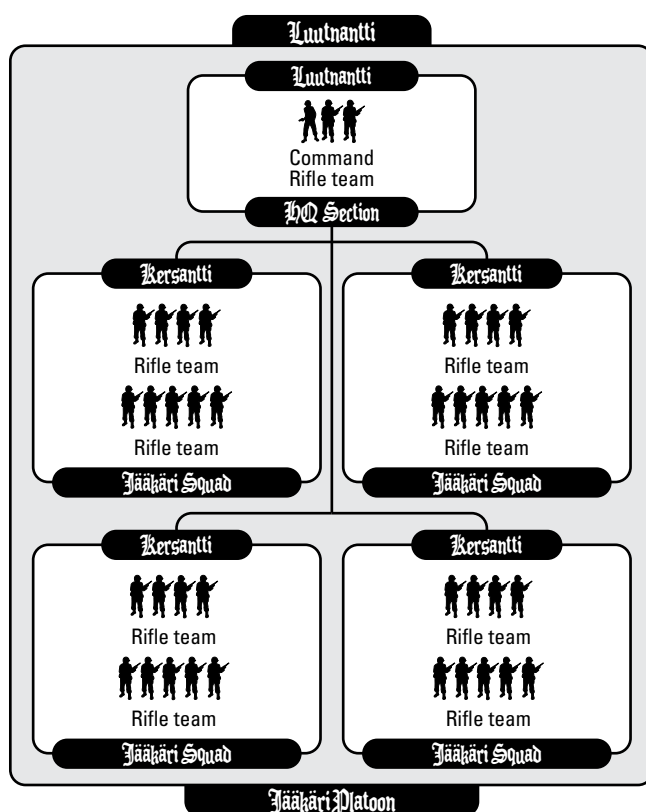 Luutnantti
Luutnantti
Command
Rifle team
HQ Section
Kersantti
Rifle team
Rifle team
Jääkäri Squad
Kersantti
Rifle team
Rifle team
Jääkäri Squad
Kersantti
Rifle team
Rifle team
Jääkäri Squad
Kersantti
Rifle team
Rifle team
Jääkäri Squad
Jääkäri Platoon